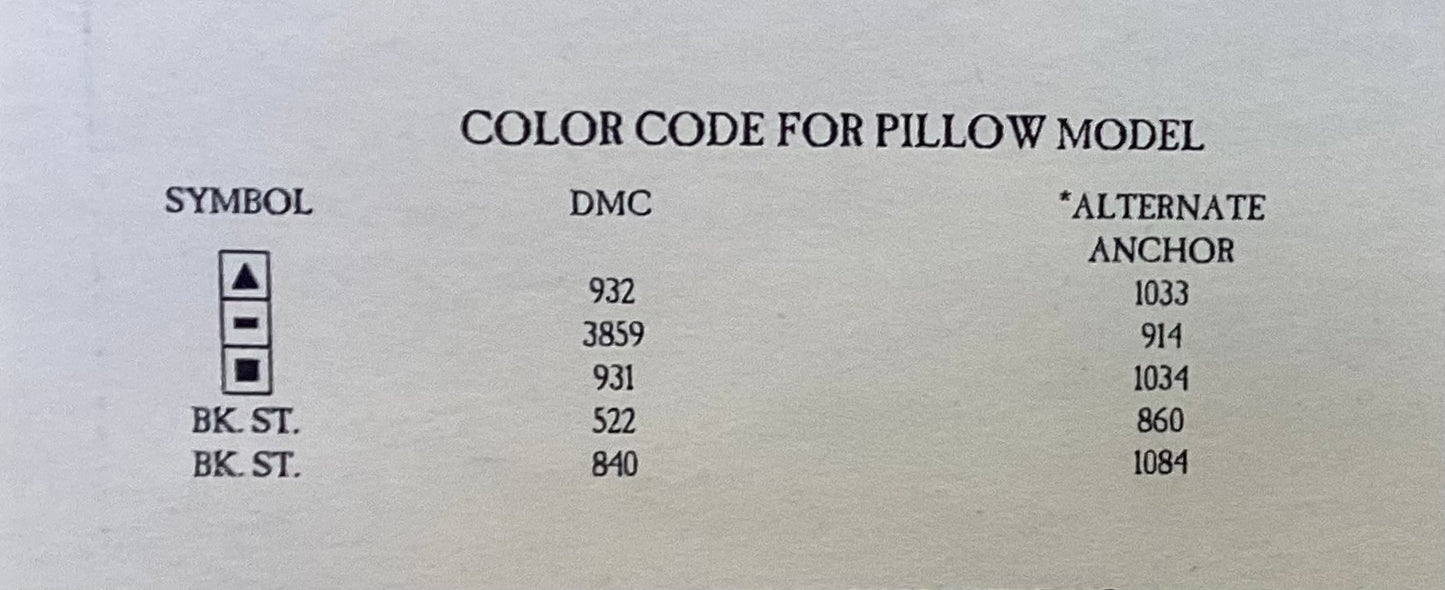 COLOR CODE FOR PILLOW MODEL
SYMBOL DMC *ALTERNATE
ANCHOR
▲ 932 1033
- 3859 914
■ 931 1034
BK. ST. 522 860
BK. ST. 840 1084